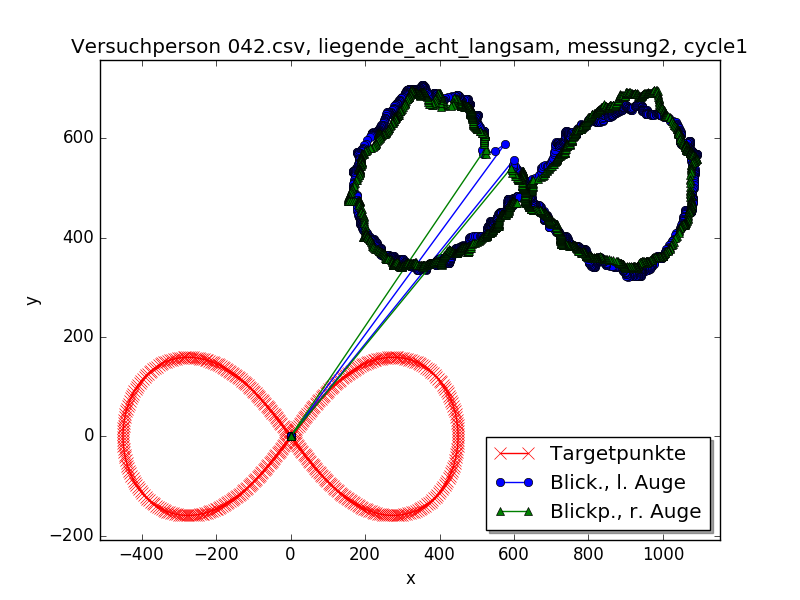 Versuchperson 042.csv, liegende_acht_langsam, messung2, cycle1
600
400
200
0
−200
y
−400
−200
0
200
400
600
800
1000
x
Targetpunkte
Blick., l. Auge
Blickp., r. Auge